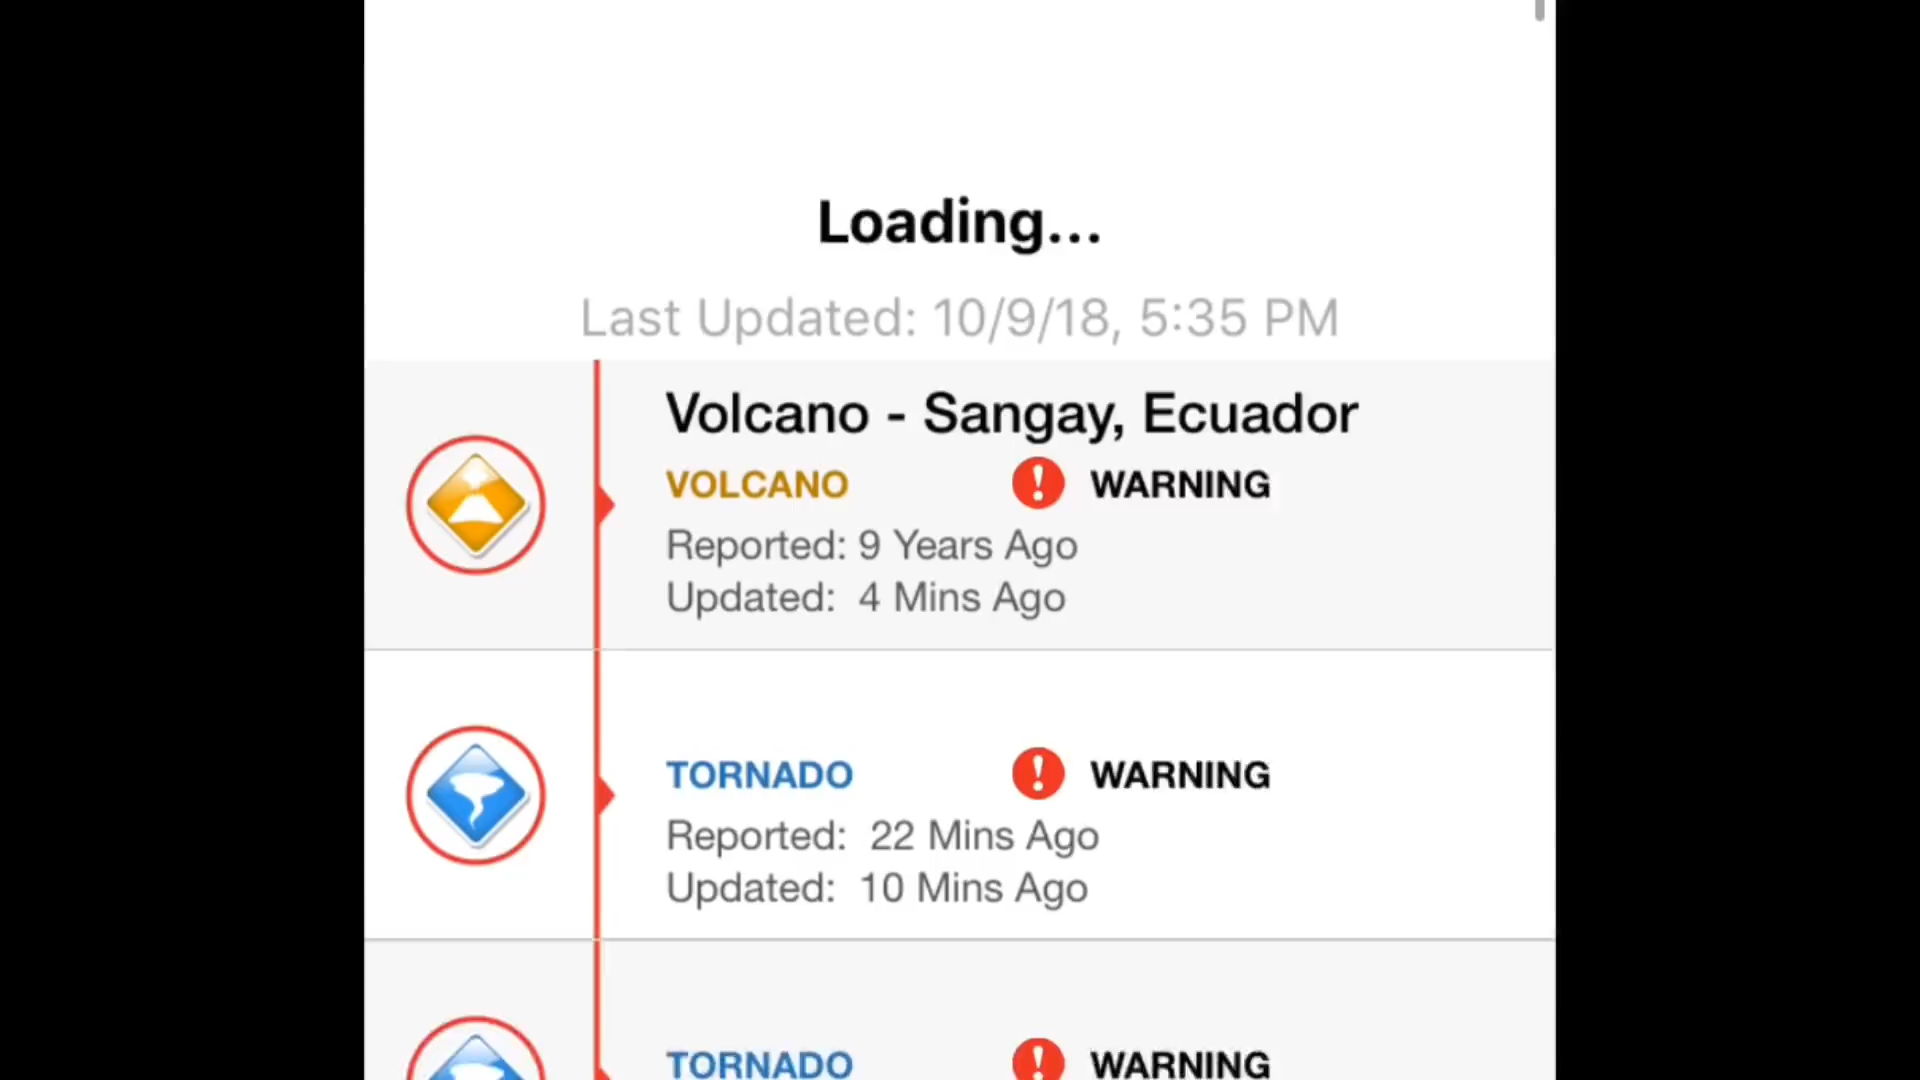 Loading...
Last Updated: 10/9/18, 5:35 PM
Volcano - Sangay, Ecuador
VOLCANO WARNING
Reported: 9 Years Ago
Updated: 4 Mins Ago
TORNADO WARNING
Reported: 22 Mins Ago
Updated: 10 Mins Ago
TORNADO WARNING